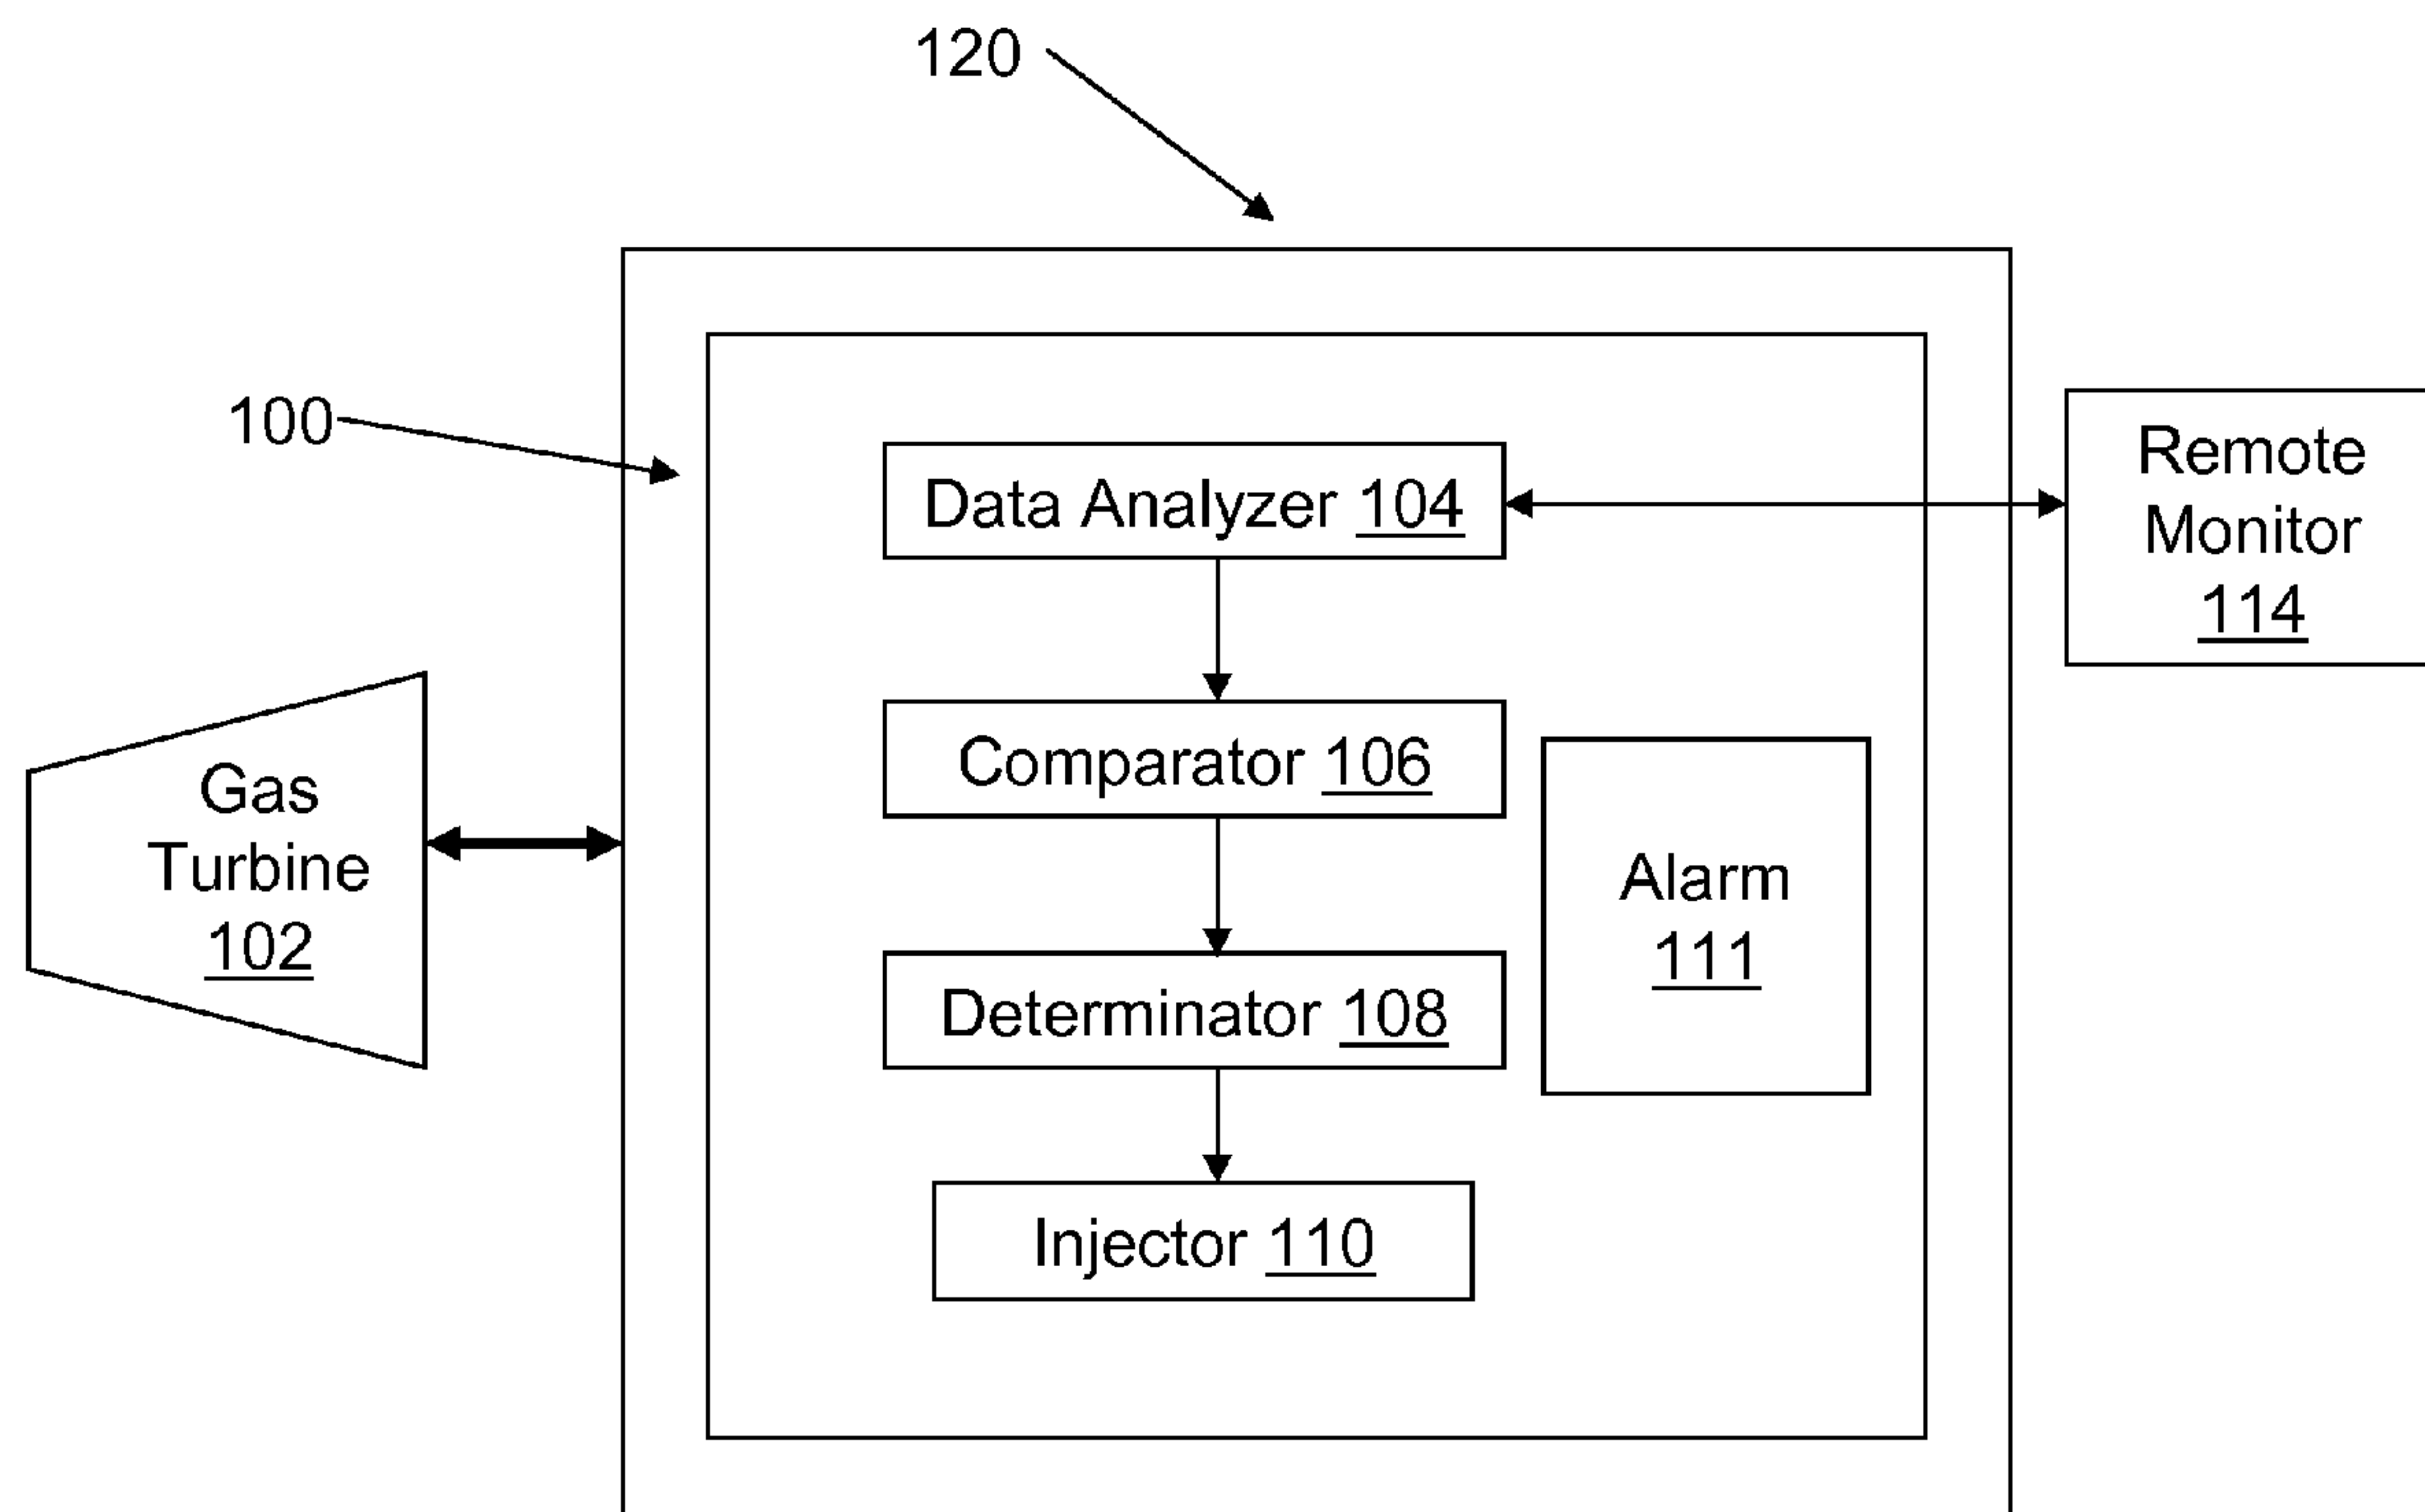 120
100
Data Analyzer 104
Remote
Monitor
114
Comparator 106
Gas
Turbine
102
Alarm
111
Determinator 108
Injector 110